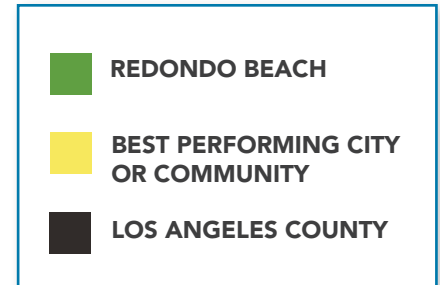 REDONDO BEACH
BEST PERFORMING CITY
OR COMMUNITY
LOS ANGELES COUNTY